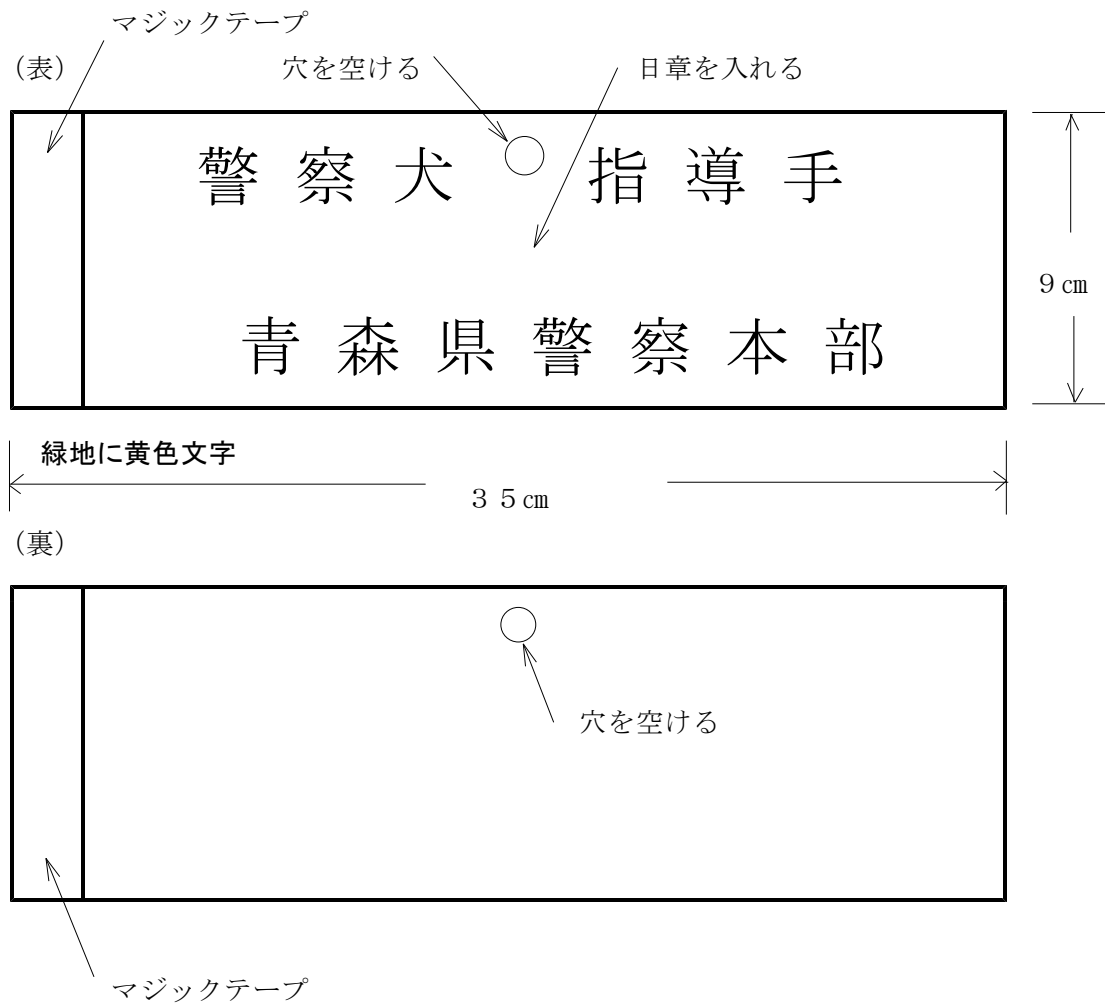 マジックテープ
（表）
穴を空ける
日章を入れる
警察犬 指導手
青森県警察本部
９㎝
緑地に黄色文字
３５㎝
（裏）
穴を空ける
マジックテープ